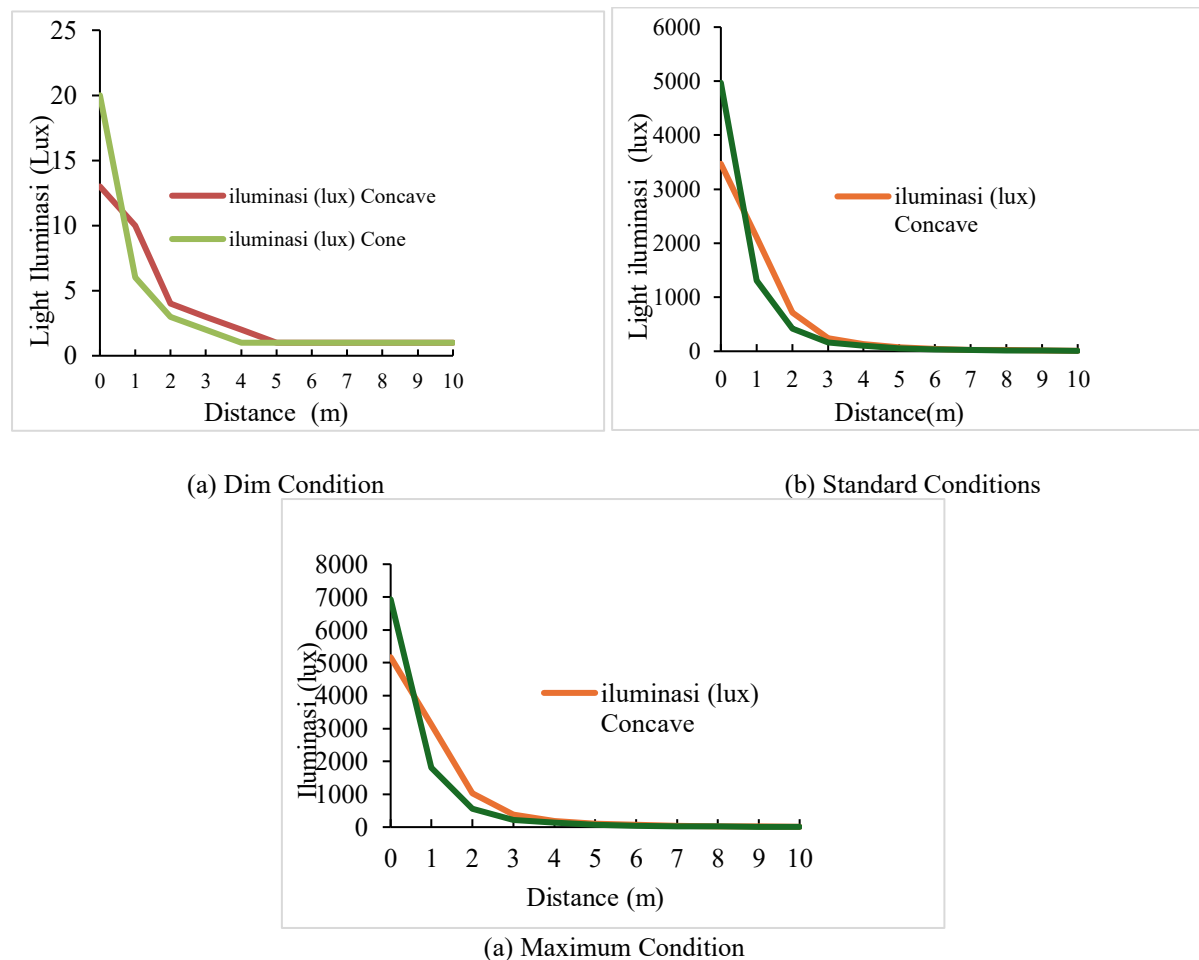 25
20
15
10
5
0
Light Iluminasi (Lux)
iluminasi (lux) Concave
iluminasi (lux) Cone
0 1 2 3 4 5 6 7 8 9 10
Distance (m)
(a) Dim Condition
6000
5000
4000
3000
2000
1000
0
Light iluminasi (lux)
iluminasi (lux)
Concave
0 1 2 3 4 5 6 7 8 9 10
Distance(m)
(b) Standard Conditions
8000
7000
6000
5000
4000
3000
2000
1000
0
Iluminasi (lux)
iluminasi (lux)
Concave
0 1 2 3 4 5 6 7 8 9 10
Distance (m)
(a) Maximum Condition